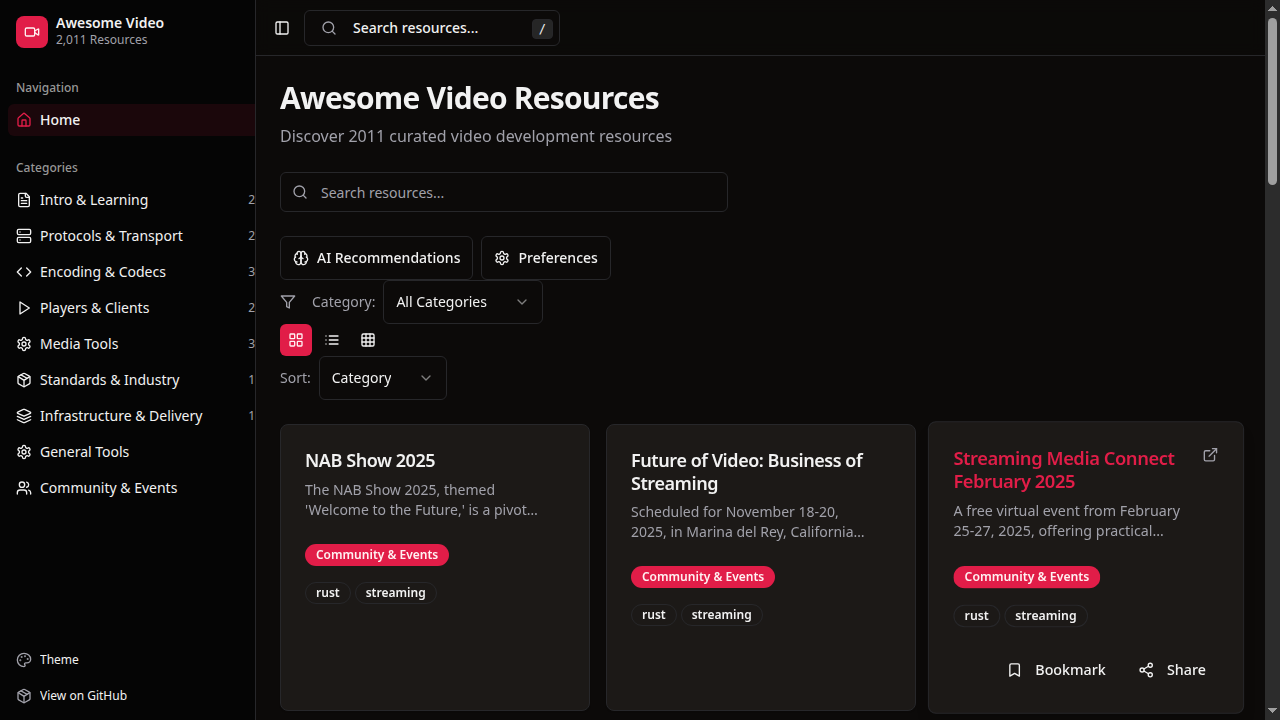 Awesome Video
2,011 Resources
Navigation
Home
Categories
Intro & Learning 2
Protocols & Transport 2
Encoding & Codecs 3
Players & Clients 2
Media Tools 3
Standards & Industry 1
Infrastructure & Delivery 1
General Tools
Community & Events
Theme
View on GitHub
Search resources... /
Awesome Video Resources
Discover 2011 curated video development resources
Search resources...
AI Recommendations Preferences
Category: All Categories
Sort: Category
NAB Show 2025
The NAB Show 2025, themed
'Welcome to the Future,' is a pivot...
Community & Events
rust streaming
Future of Video: Business of
Streaming
Scheduled for November 18-20,
2025, in Marina del Rey, California...
Community & Events
rust streaming
Streaming Media Connect
February 2025
A free virtual event from February
25-27, 2025, offering practical...
Community & Events
rust streaming
Bookmark Share